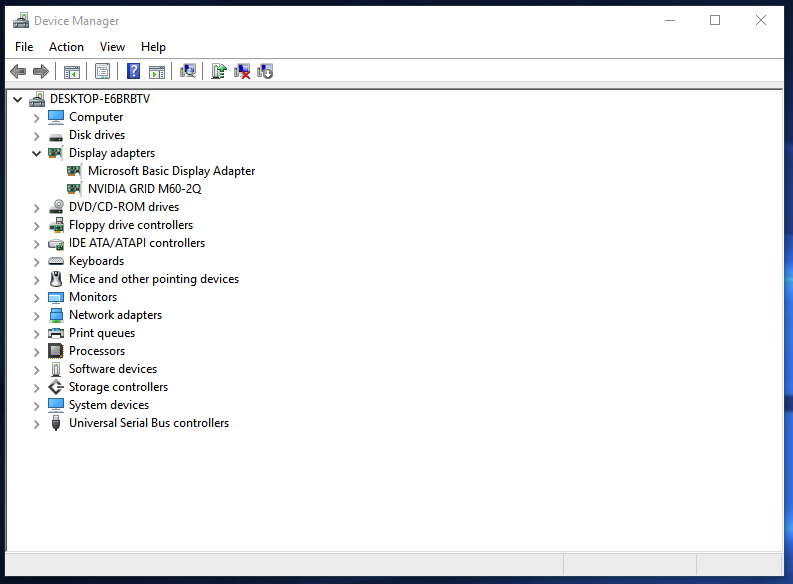 Device Manager
File Action View Help
DESKTOP-E6BRBTV
Computer
Disk drives
Display adapters
Microsoft Basic Display Adapter
NVIDIA GRID M60-2Q
DVD/CD-ROM drives
Floppy drive controllers
IDE ATA/ATAPI controllers
Keyboards
Mice and other pointing devices
Monitors
Network adapters
Print queues
Processors
Software devices
Storage controllers
System devices
Universal Serial Bus controllers